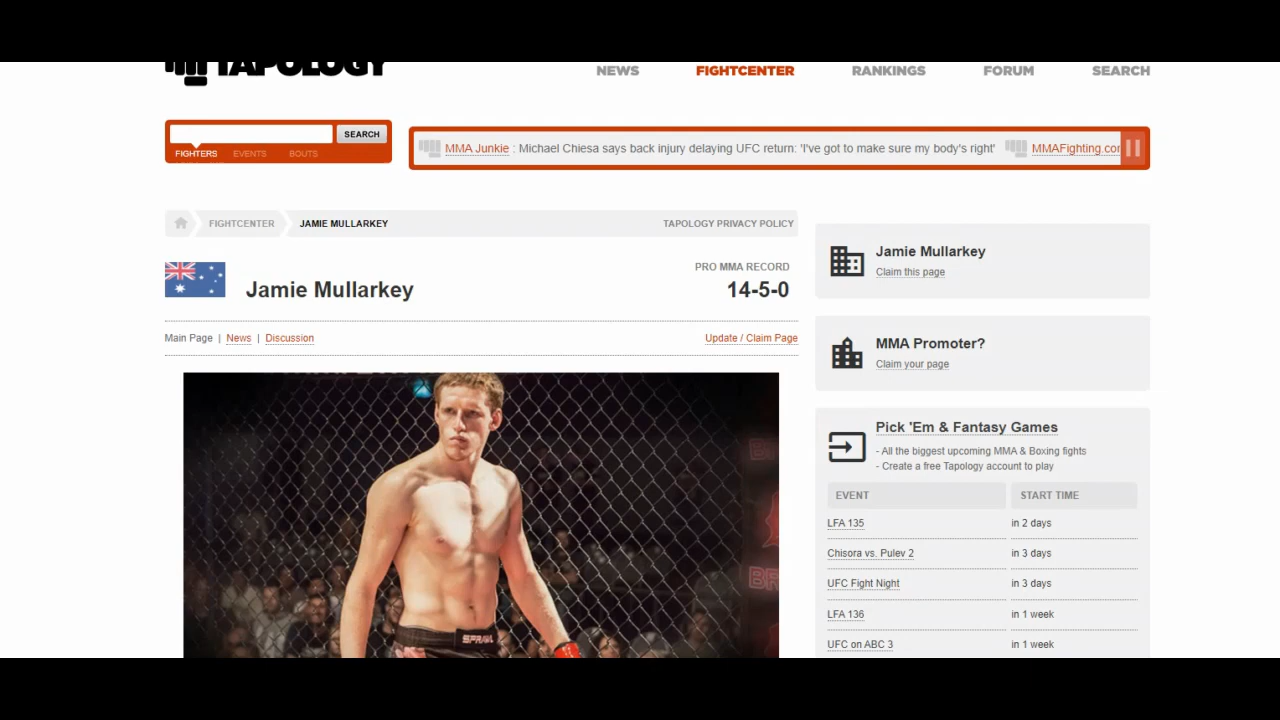 TAPOLOGY
NEWS
FIGHTCENTER
RANKINGS
FORUM
SEARCH
SEARCH
FIGHTERS
EVENTS
BOUTS
MMA Junkie : Michael Chiesa says back injury delaying UFC return: 'I've got to make sure my body's right'
MMAFighting.com
FIGHTCENTER
JAMIE MULLARKEY
TAPOLOGY PRIVACY POLICY
Jamie Mullarkey
PRO MMA RECORD
14-5-0
Main Page | News | Discussion
Update / Claim Page
SPRAWL
Jamie Mullarkey
Claim this page
MMA Promoter?
Claim your page
Pick 'Em & Fantasy Games
- All the biggest upcoming MMA & Boxing fights
- Create a free Tapology account to play
EVENT START TIME
LFA 135 in 2 days
Chisora vs. Pulev 2 in 3 days
UFC Fight Night in 3 days
LFA 136 in 1 week
UFC on ABC 3 in 1 week